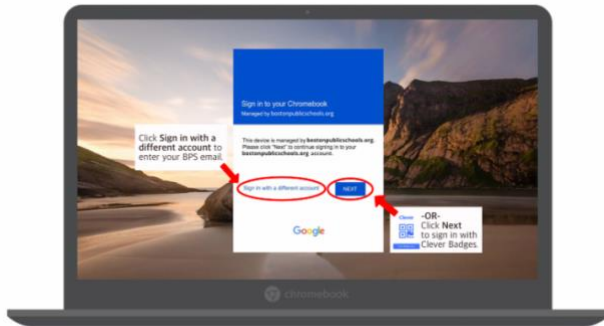 Sign in to your Chromebook
Managed by bostonpublicschools.org
Click Sign in with a
different account to
enter your BPS email.
This device is managed by bostonpublicschools.org.
Please click "Next" to continue signing in to your
bostonpublicschools.org account.
Sign in with a different account
NEXT
Google
Clever
-OR-
Click Next
to sign in with
Clever Badges.
chromebook